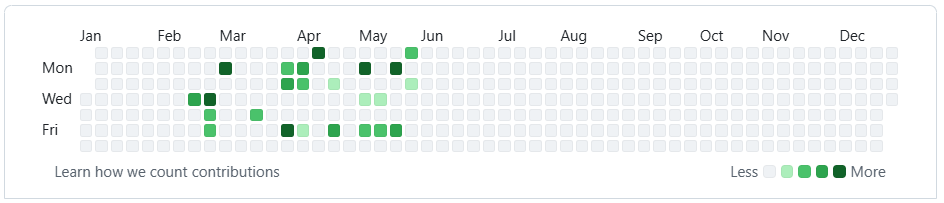 Jan Feb Mar Apr May Jun Jul Aug Sep Oct Nov Dec
Mon
Wed
Fri
Learn how we count contributions Less More